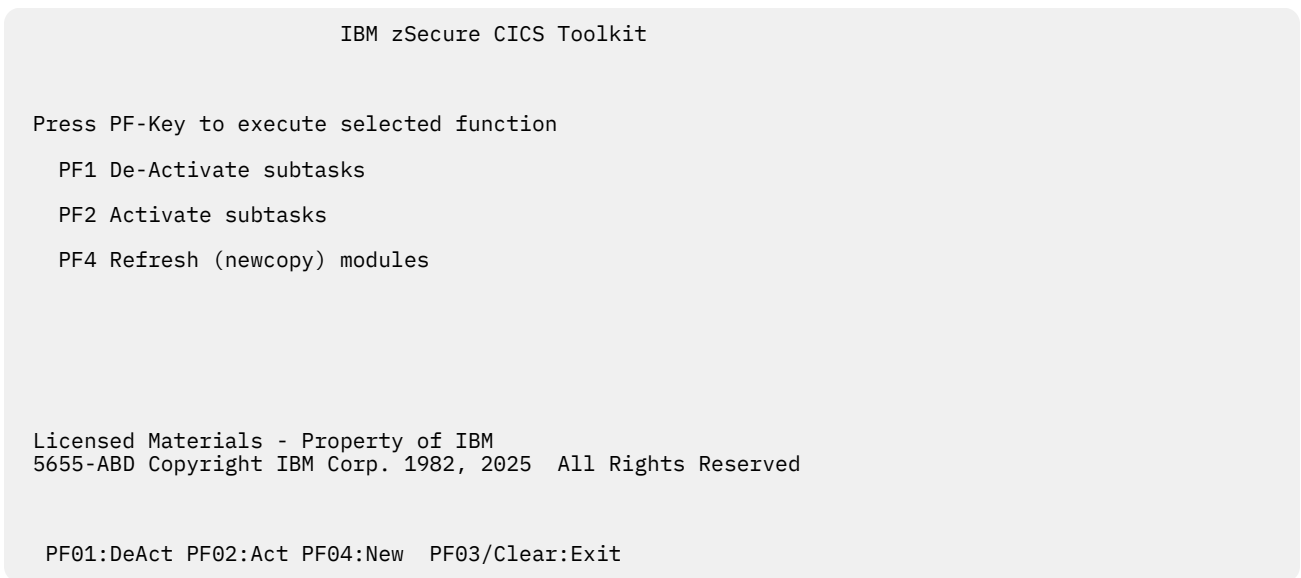 IBM zSecure CICS Toolkit
Press PF-Key to execute selected function
PF1 De-Activate subtasks
PF2 Activate subtasks
PF4 Refresh (newcopy) modules
Licensed Materials - Property of IBM
5655-ABD Copyright IBM Corp. 1982, 2025  All Rights Reserved
PF01:DeAct PF02:Act PF04:New  PF03/Clear:Exit